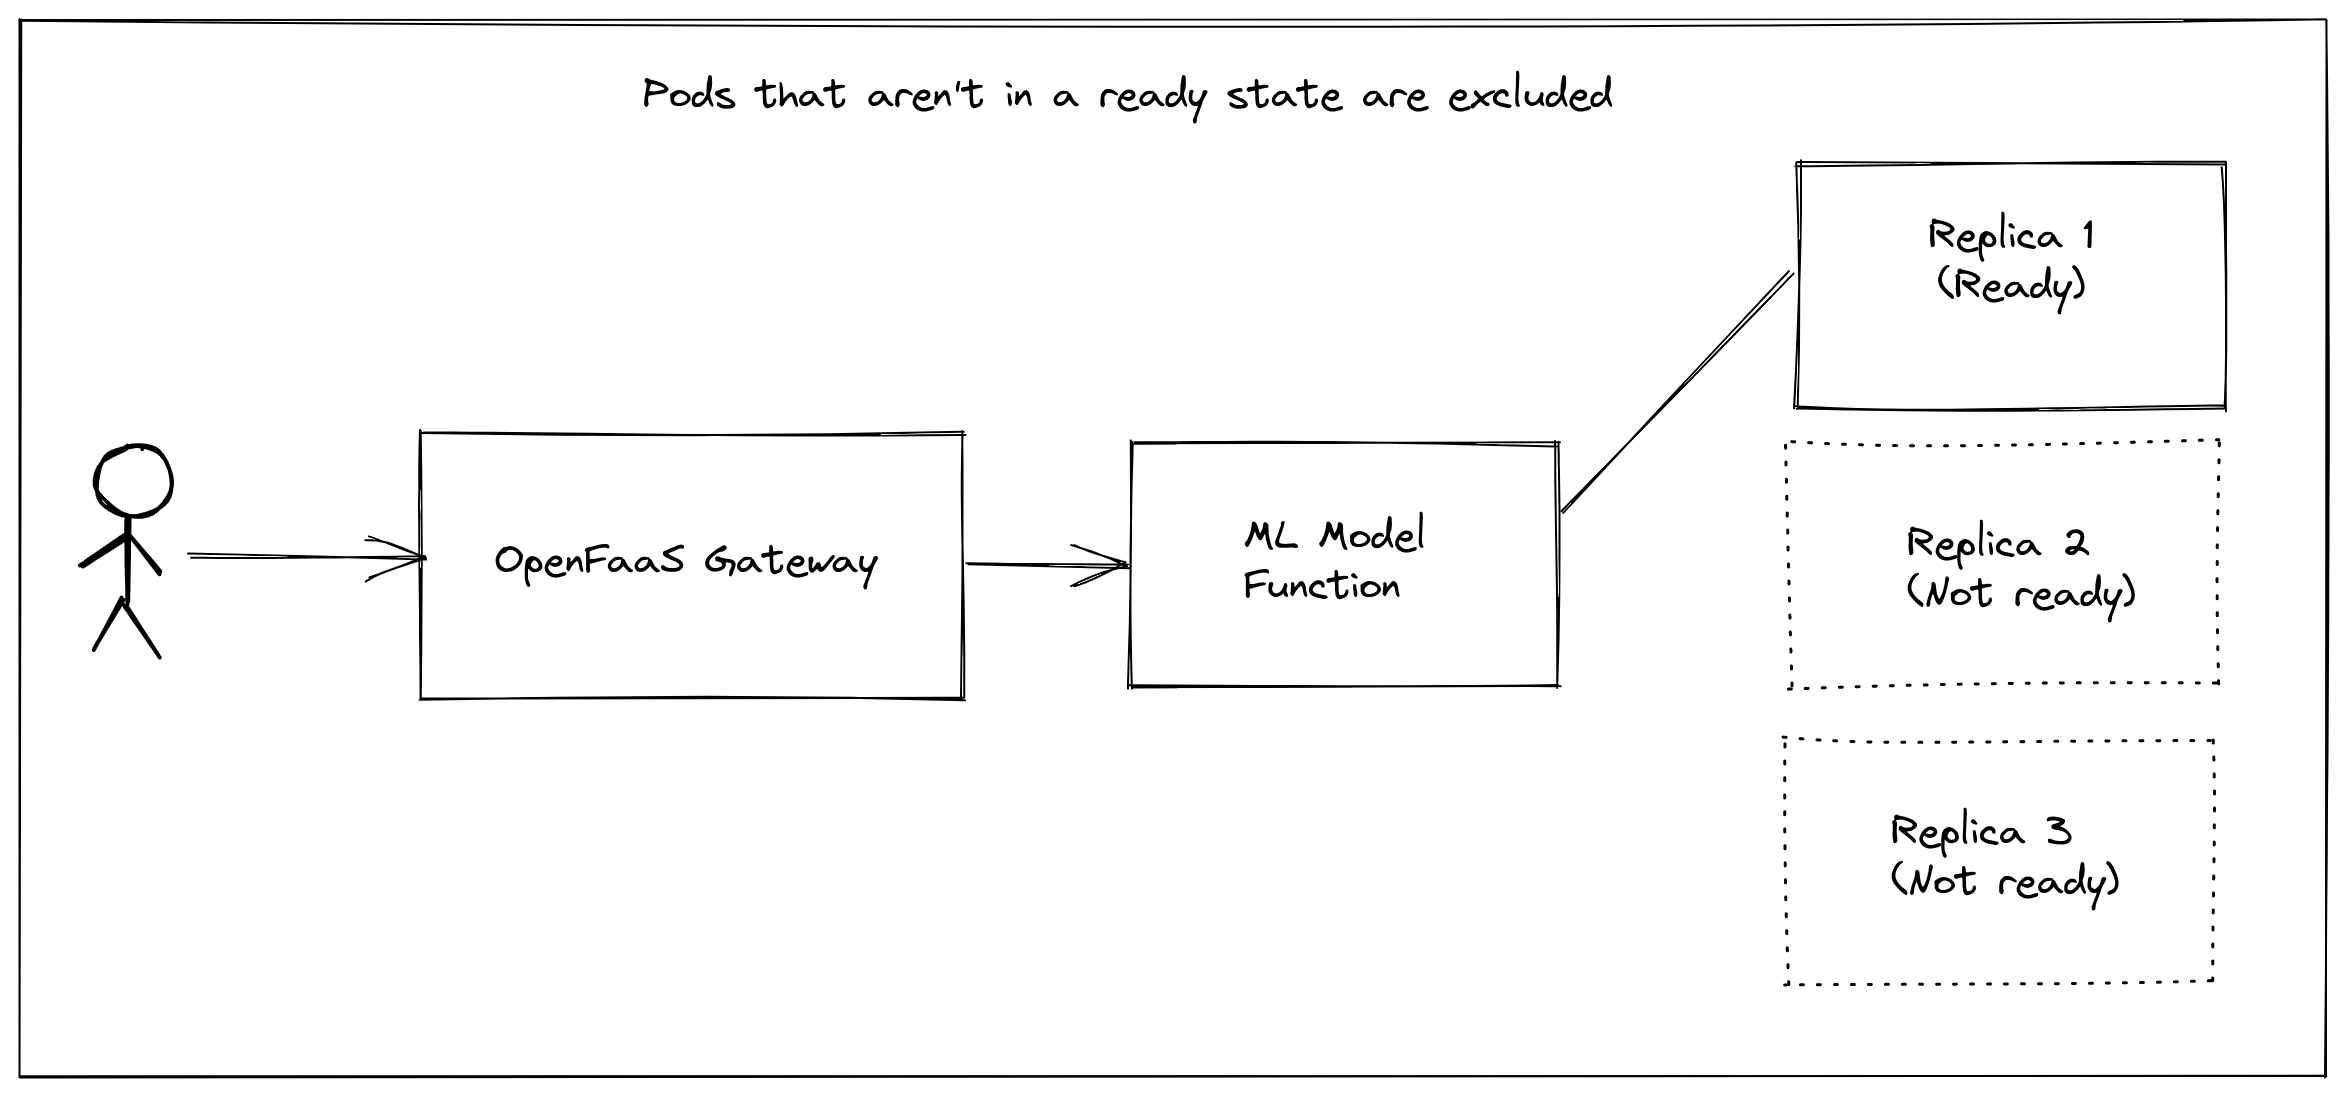 Pods that aren't in a ready state are excluded
OpenFaaS Gateway
ML Model
Function
Replica 1
(Ready)
Replica 2
(Not ready)
Replica 3
(Not ready)